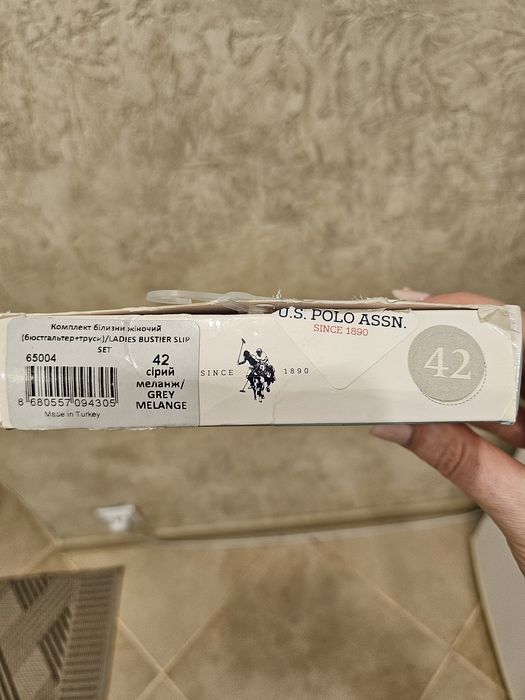 Комплект білизни жіночий
(бюстгальтер+труси)/LADIES BUSTIER SLIP
SET
65004
42
сірий
меланж/
GREY
MELANGE
8 680557 094305
Made in Turkey
U.S. POLO ASSN.
SINCE 1890
SINCE 1890
42